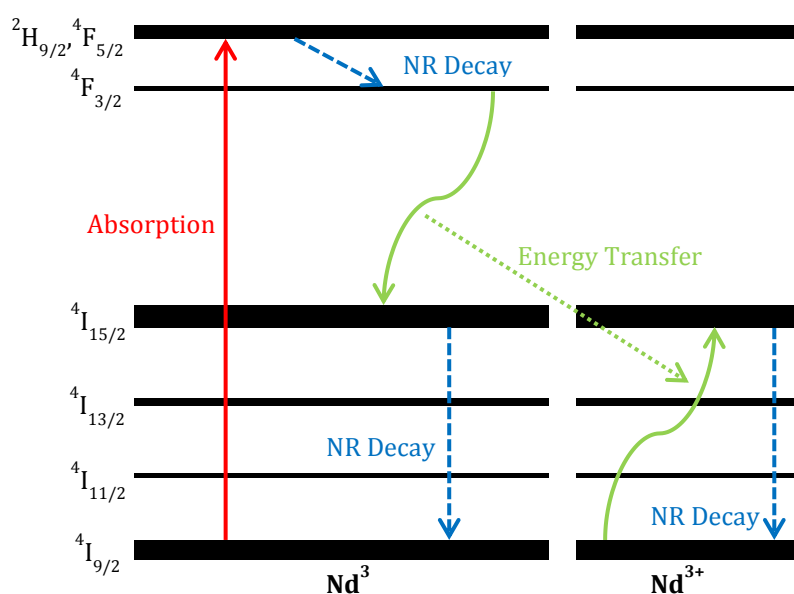 ²H₉/₂,⁴F₅/₂
NR Decay
⁴F₃/₂
Absorption
Energy Transfer
⁴I₁₅/₂
⁴I₁₃/₂
NR Decay
⁴I₁₁/₂
NR Decay
⁴I₉/₂
Nd³
Nd³⁺